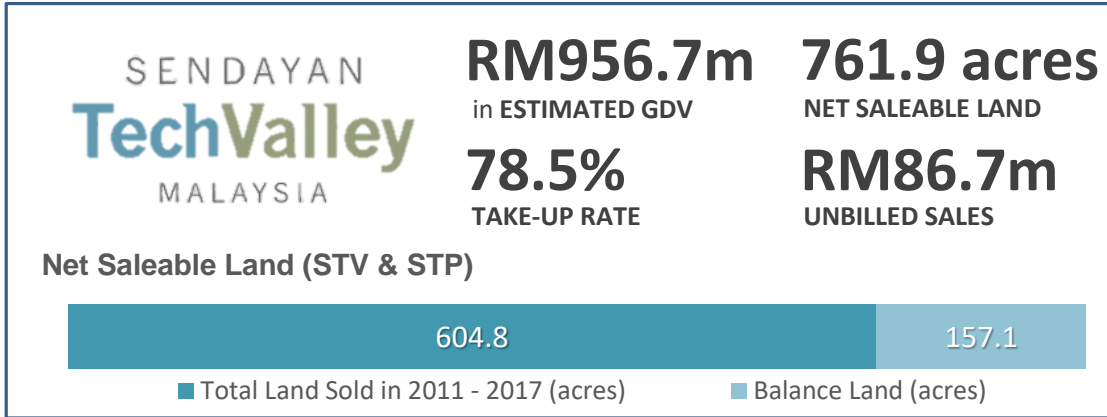 SENDAYAN
TechValley
MALAYSIA
RM956.7m
in ESTIMATED GDV
761.9 acres
NET SALEABLE LAND
78.5%
TAKE-UP RATE
RM86.7m
UNBILLED SALES
Net Saleable Land (STV & STP)
604.8
157.1
Total Land Sold in 2011 - 2017 (acres)
Balance Land (acres)